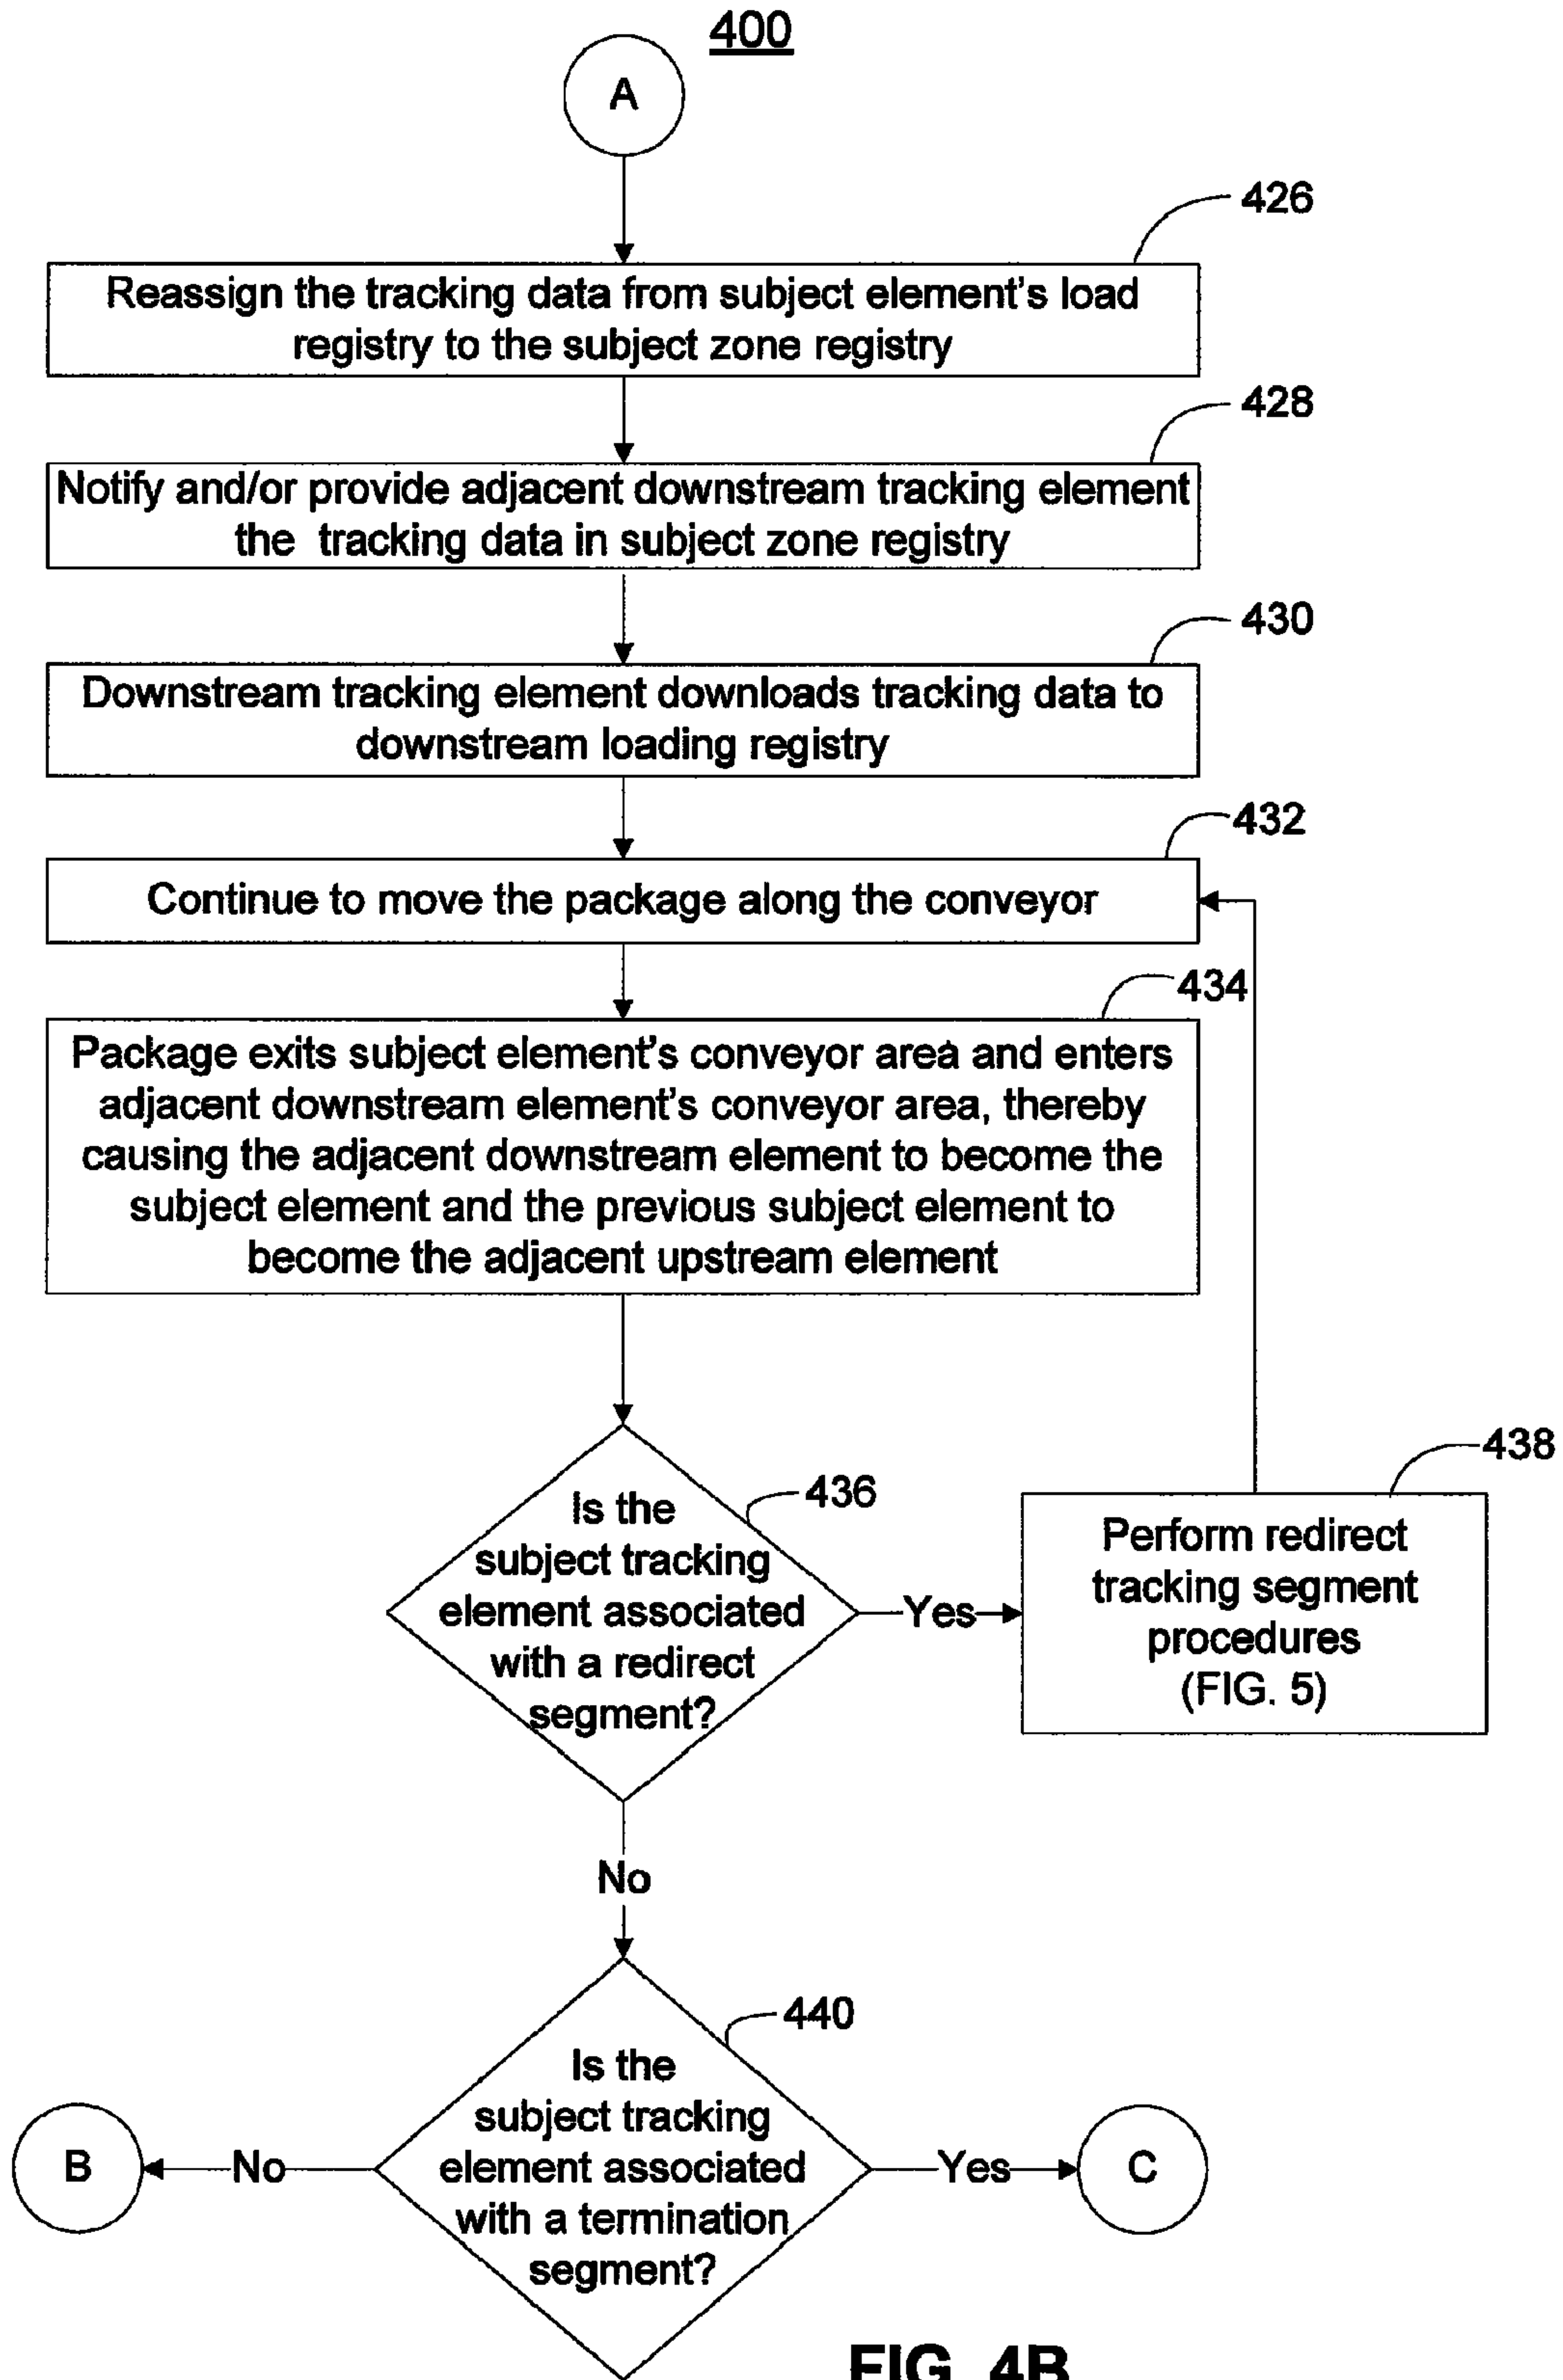 400
A
426
Reassign the tracking data from subject element's load
registry to the subject zone registry
428
Notify and/or provide adjacent downstream tracking element
the tracking data in subject zone registry
430
Downstream tracking element downloads tracking data to
downstream loading registry
432
Continue to move the package along the conveyor
434
Package exits subject element's conveyor area and enters
adjacent downstream element's conveyor area, thereby
causing the adjacent downstream element to become the
subject element and the previous subject element to
become the adjacent upstream element
436
Is the
subject tracking
element associated
with a redirect
segment?
Yes
438
Perform redirect
tracking segment
procedures
(FIG. 5)
No
440
Is the
subject tracking
element associated
with a termination
segment?
B
No
Yes
C
FIG. 4B